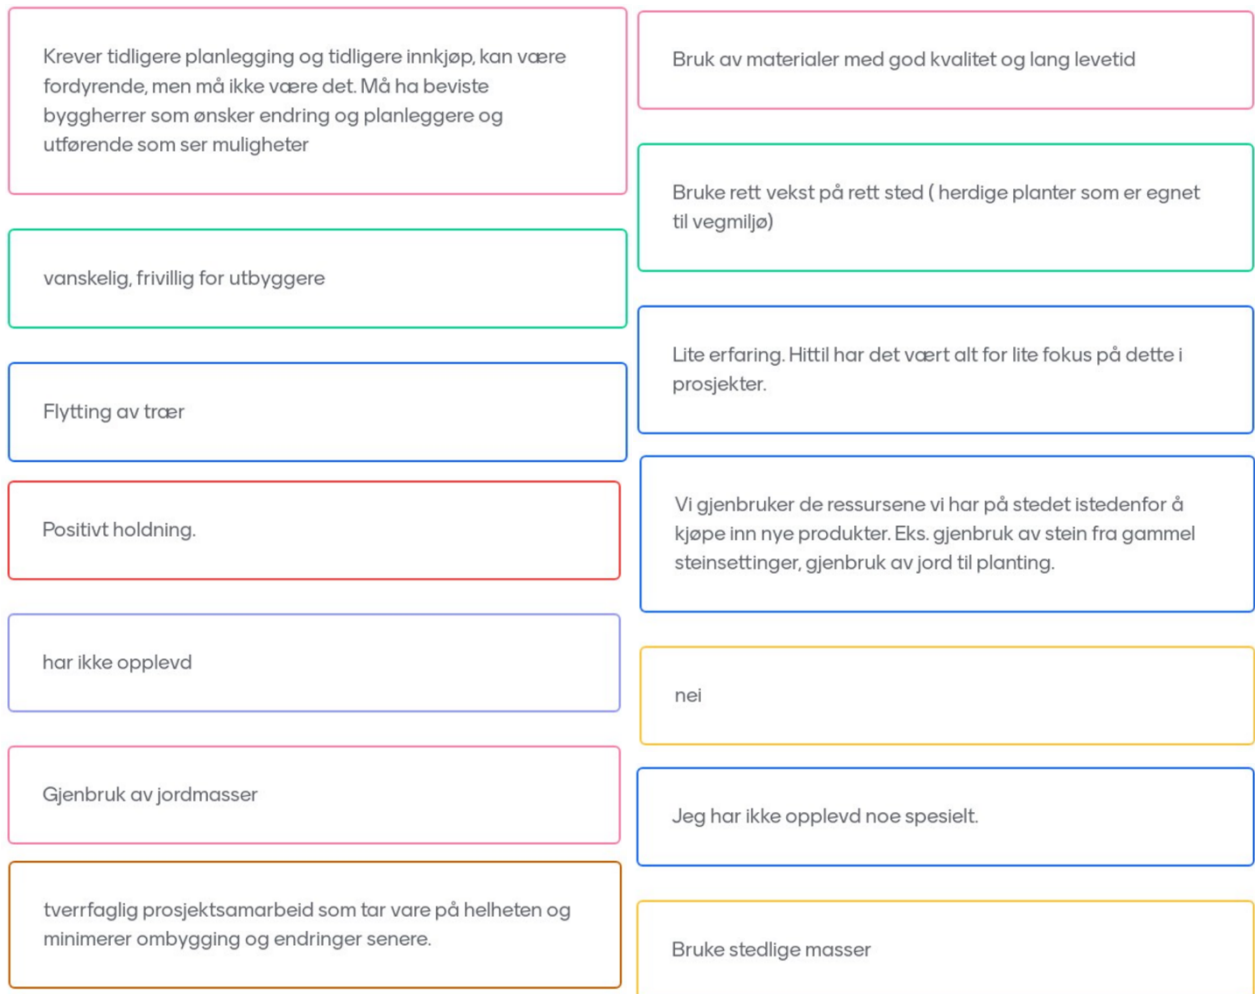 Krever tidligere planlegging og tidligere innkjøp, kan være
fordyrende, men må ikke være det. Må ha beviste
byggherrer som ønsker endring og planleggere og
utførende som ser muligheter
vanskelig, frivillig for utbyggere
Flytting av trær
Positivt holdning.
har ikke opplevd
Gjenbruk av jordmasser
tverrfaglig prosjektsamarbeid som tar vare på helheten og
minimerer ombygging og endringer senere.
Bruk av materialer med god kvalitet og lang levetid
Bruke rett vekst på rett sted ( herdige planter som er egnet
til vegmiljø)
Lite erfaring. Hittil har det vært alt for lite fokus på dette i
prosjekter.
Vi gjenbruker de ressursene vi har på stedet istedenfor å
kjøpe inn nye produkter. Eks. gjenbruk av stein fra gammel
steinsettinger, gjenbruk av jord til planting.
nei
Jeg har ikke opplevd noe spesielt.
Bruke stedlige masser